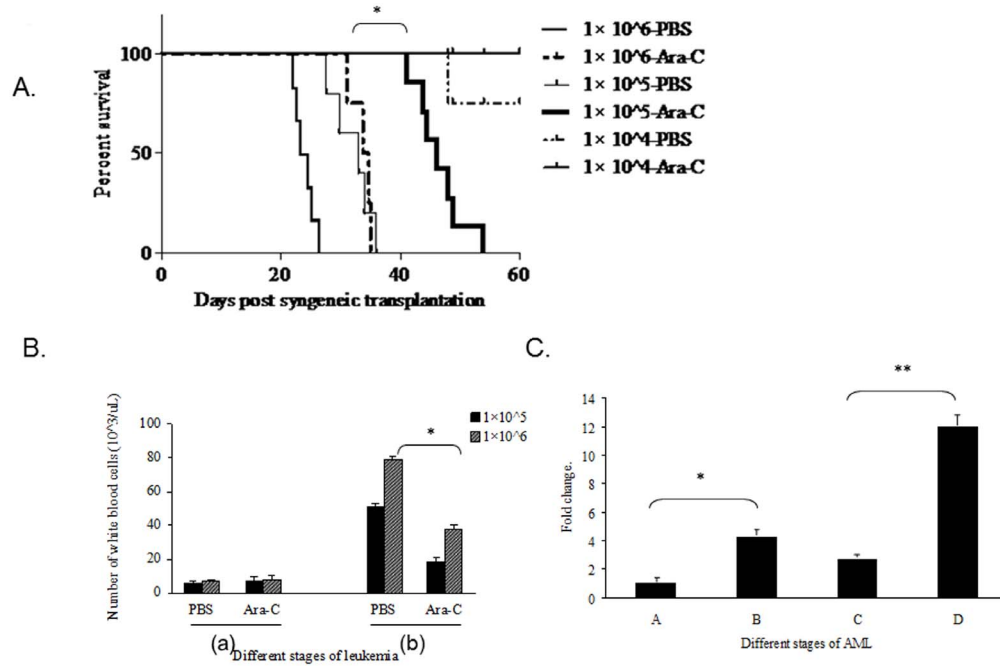 A.
*
Percent survival
100
50
0
0 20 40 60
Days post syngeneic transplantation
1× 10^6-PBS
1× 10^6-Ara-C
1× 10^5-PBS
1× 10^5-Ara-C
1× 10^4-PBS
1× 10^4-Ara-C
B.
Number of white blood cells (10^3/uL)
100
80
60
40
20
0
1×10^5
1×10^6
*
PBS Ara-C PBS Ara-C
(a) (b)
Different stages of leukemia
C.
Fold change.
14
12
10
8
6
4
2
0
*
**
A B C D
Different stages of AML